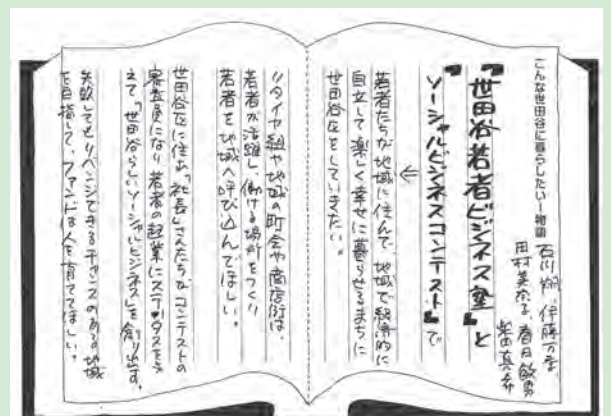 こんな世田谷に暮らしたい！物語
石川翔、伊藤万
田村美奈子、春日敏男
柴田真
『世田谷若者ビジネス塾』と
『ソーシャルビジネスコンテスト』で
⇓
若者たちが地域に住んで、地域で経済的に
自立して楽しく幸せに暮らせるまちに
世田谷区をしていきたい。
リタイヤ組や地域の町会や商店街は、
若者が活躍し、働ける場所をつくり
若者を地域へ呼び込んでほしい。
世田谷区に住む「社長」さんたちがコンテストの
審査員になり若者の起業にステータスを与
えて「世田谷らしいソーシャルビジネス」を創り出す。
失敗してもリベンジできるチャンスのある地域
を目指して、ファンドは人を育ててほしい。